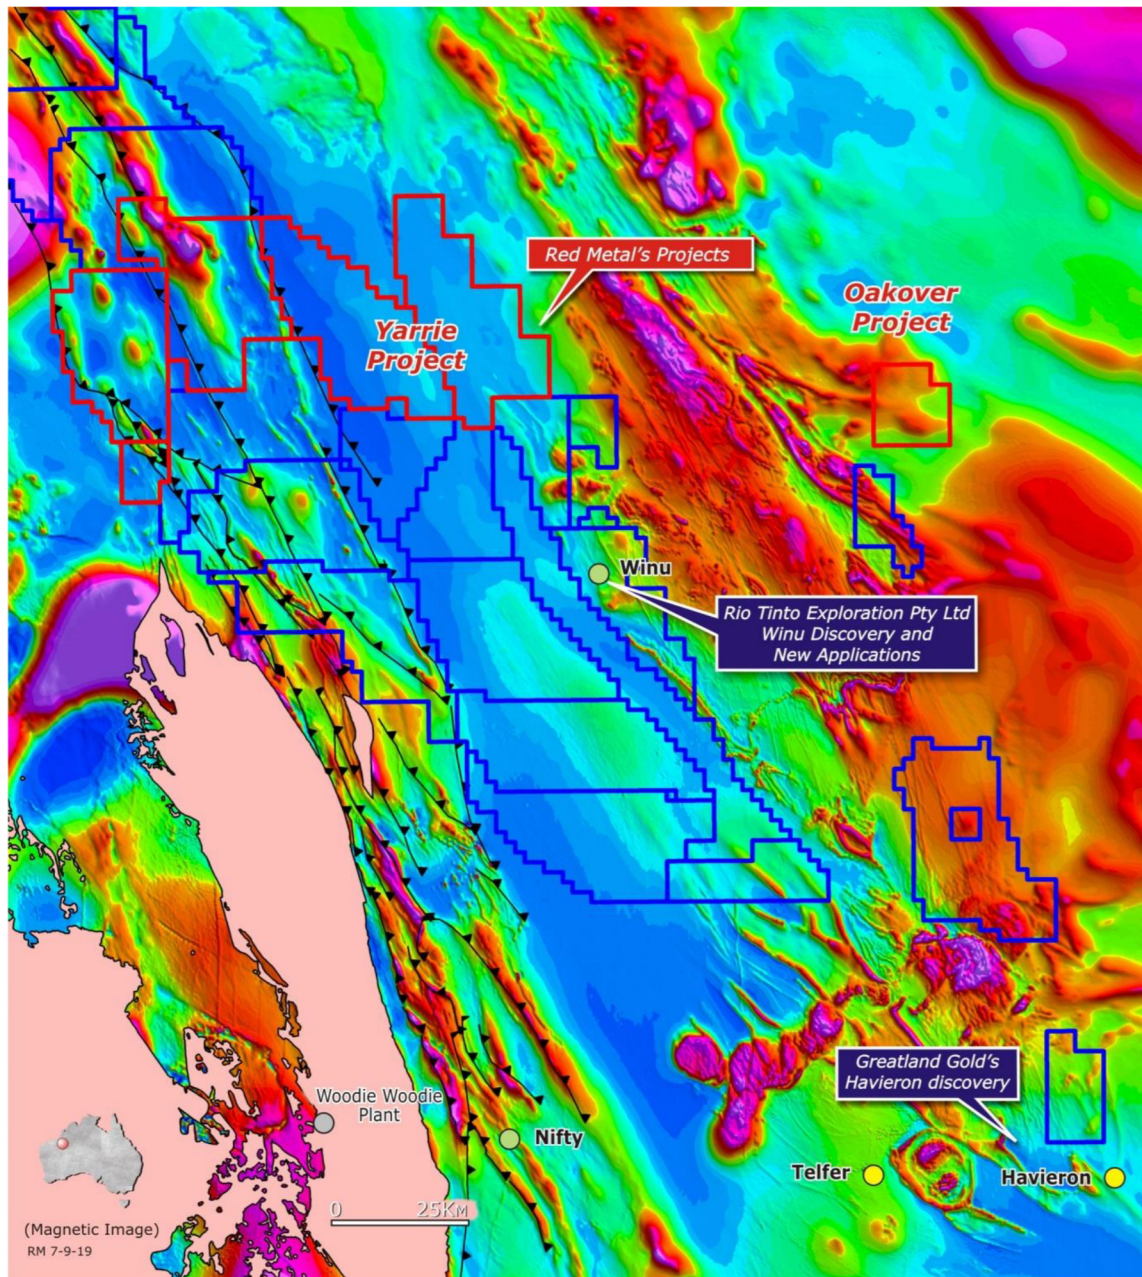 Red Metal's Projects
Oakover
Project
Yarrie
Project
Winu
Rio Tinto Exploration Pty Ltd
Winu Discovery and
New Applications
Greatland Gold's
Havieron discovery
Woodie Woodie
Plant
Nifty
Telfer
Havieron
0 25KM
(Magnetic Image)
RM 7-9-19